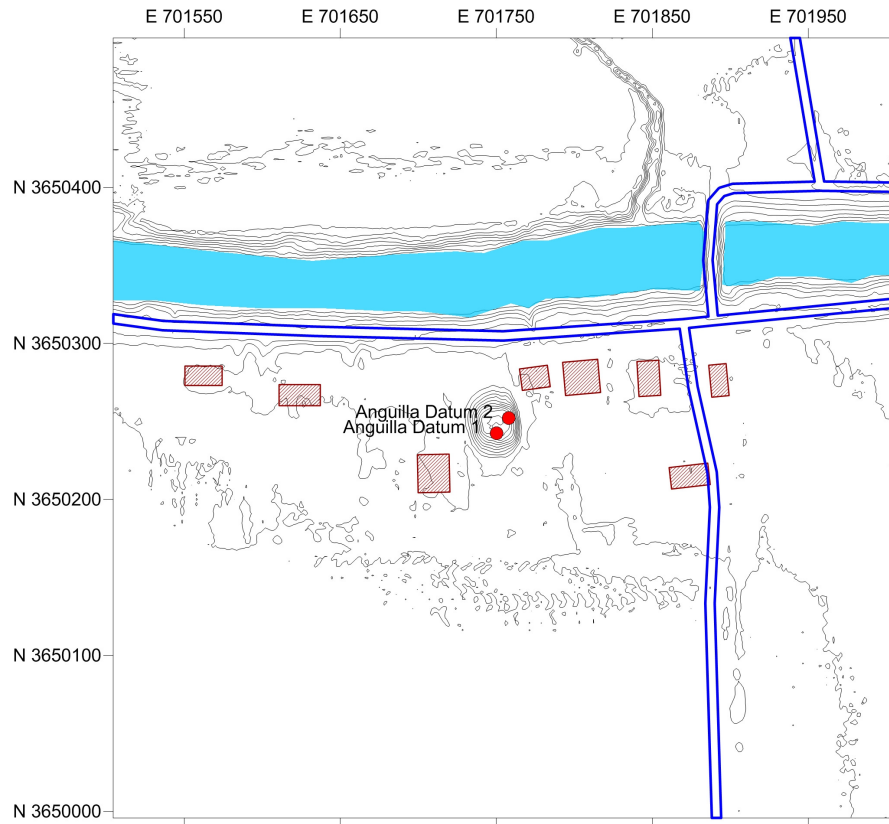 E 701550 E 701650 E 701750 E 701850 E 701950
N 3650400
N 3650300
Anguilla Datum 2
Anguilla Datum 1
N 3650200
N 3650100
N 3650000